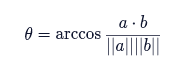 θ = arccos a · b / ||a||||b||